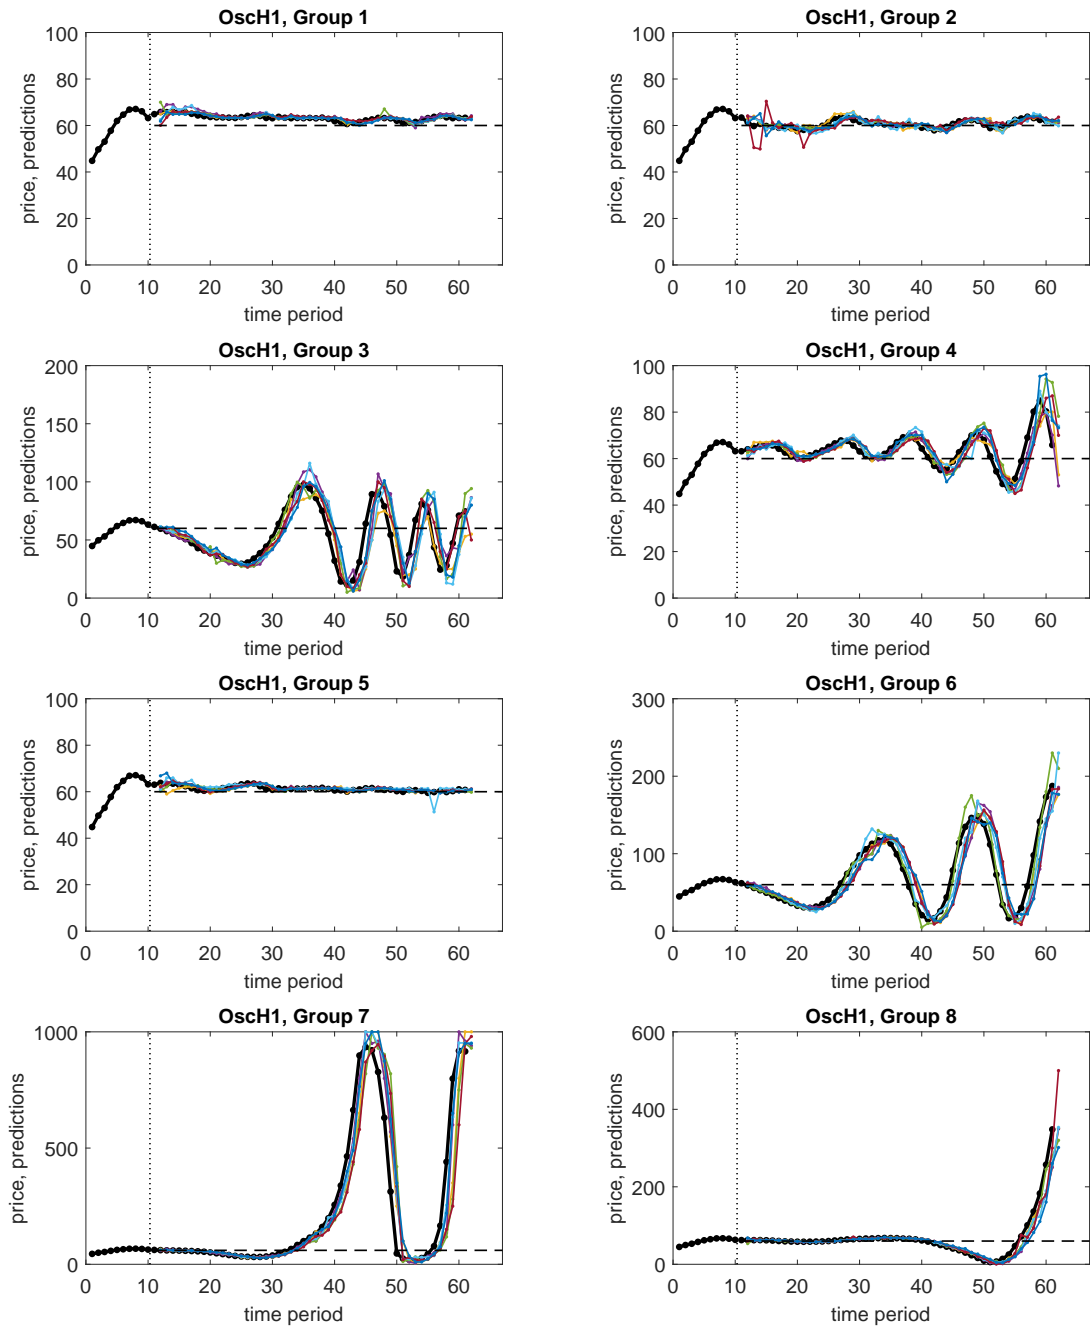 OscH1, Group 1
100
80
60
40
20
0
price, predictions
0 10 20 30 40 50 60
time period
OscH1, Group 2
100
80
60
40
20
0
price, predictions
0 10 20 30 40 50 60
time period
OscH1, Group 3
200
150
100
50
0
price, predictions
0 10 20 30 40 50 60
time period
OscH1, Group 4
100
80
60
40
20
0
price, predictions
0 10 20 30 40 50 60
time period
OscH1, Group 5
100
80
60
40
20
0
price, predictions
0 10 20 30 40 50 60
time period
OscH1, Group 6
300
200
100
0
price, predictions
0 10 20 30 40 50 60
time period
OscH1, Group 7
1000
500
0
price, predictions
0 10 20 30 40 50 60
time period
OscH1, Group 8
600
400
200
0
price, predictions
0 10 20 30 40 50 60
time period